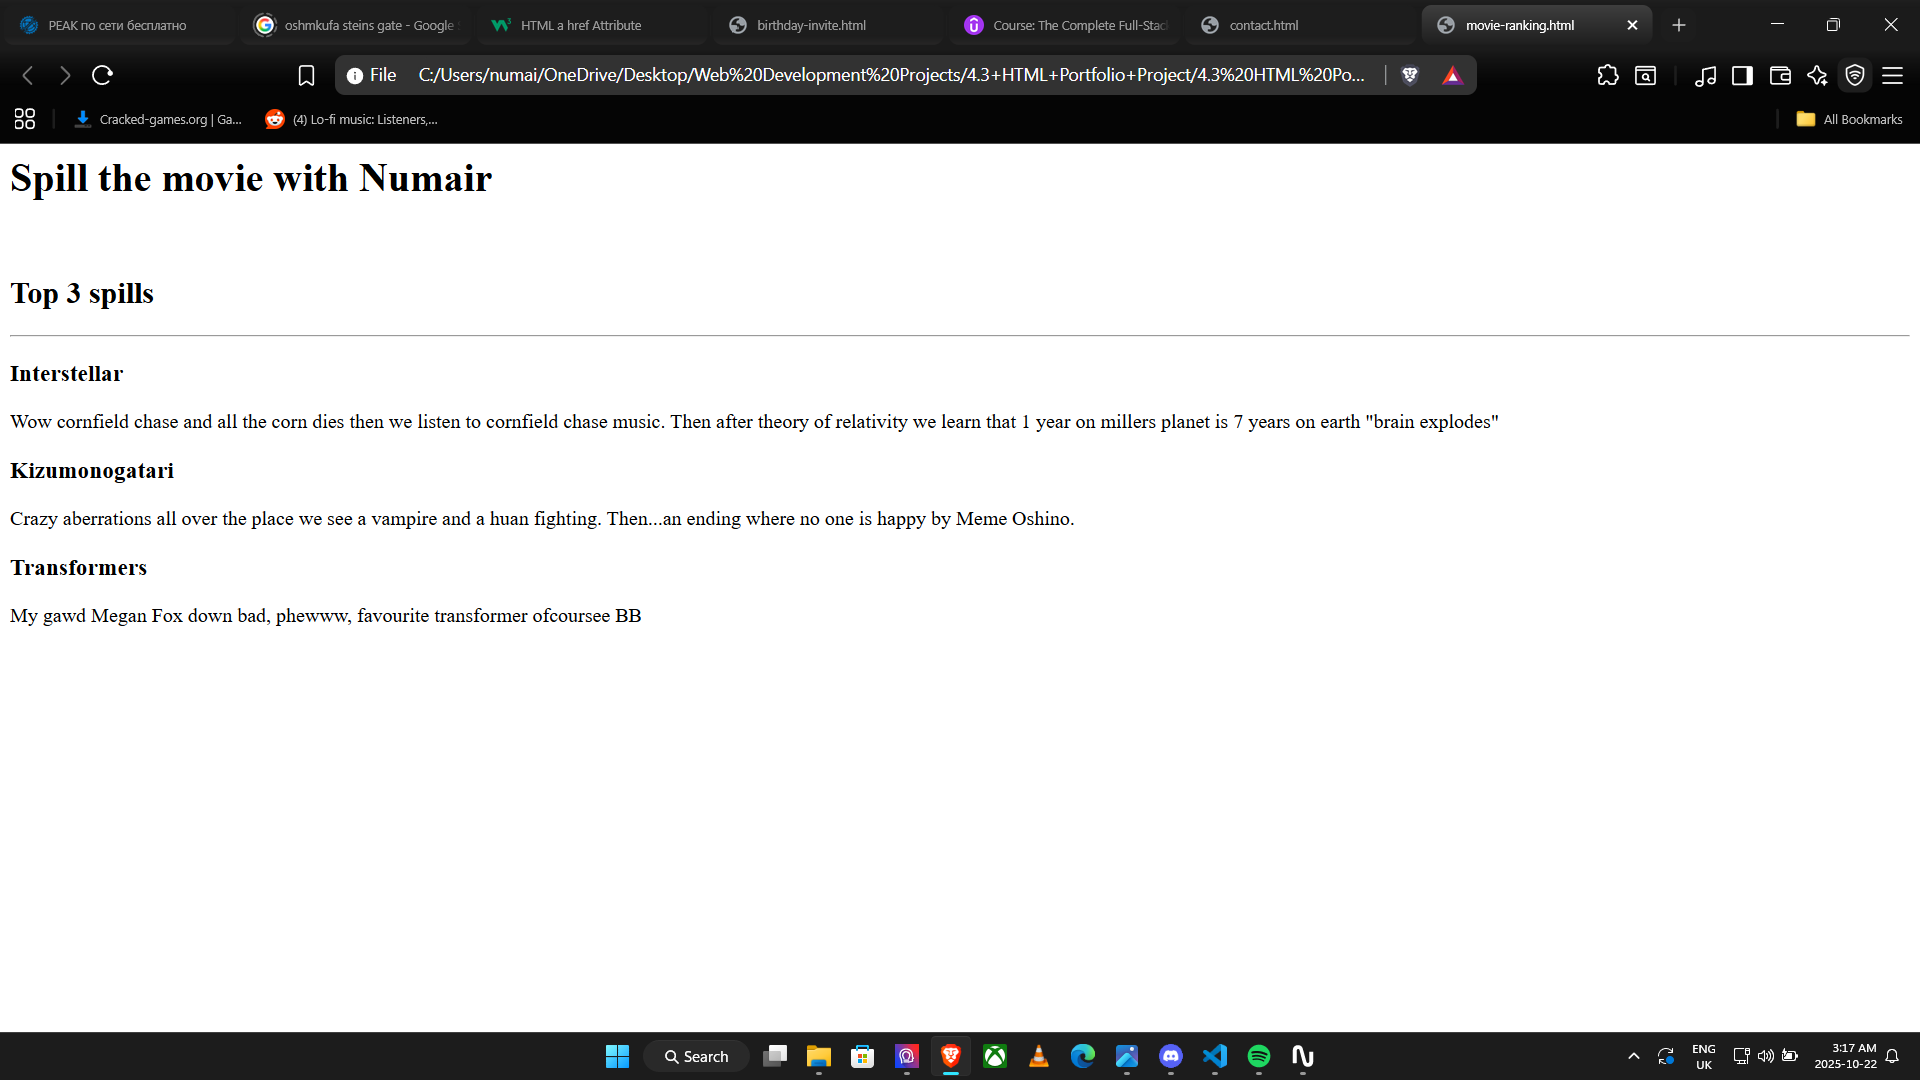 PEAK по сети бесплатно
oshmkufa steins gate - Google
HTML a href Attribute
birthday-invite.html
Course: The Complete Full-Stac
contact.html
movie-ranking.html
File C:/Users/numai/OneDrive/Desktop/Web%20Development%20Projects/4.3+HTML+Portfolio+Project/4.3%20HTML%20Po...
Cracked-games.org | Ga...
(4) Lo-fi music: Listeners,...
All Bookmarks
Spill the movie with Numair
Top 3 spills
Interstellar
Wow cornfield chase and all the corn dies then we listen to cornfield chase music. Then after theory of relativity we learn that 1 year on millers planet is 7 years on earth "brain explodes"
Kizumonogatari
Crazy aberrations all over the place we see a vampire and a huan fighting. Then...an ending where no one is happy by Meme Oshino.
Transformers
My gawd Megan Fox down bad, phewww, favourite transformer ofcoursee BB
Search
ENG
UK
3:17 AM
2025-10-22